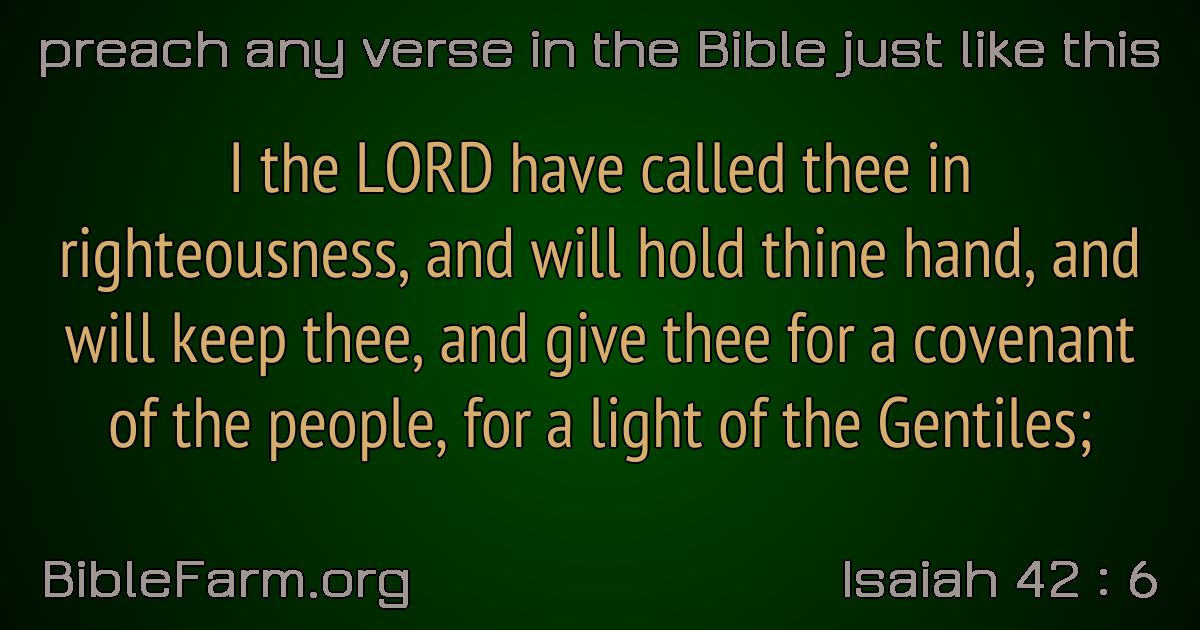 preach any verse in the Bible just like this
I the LORD have called thee in
righteousness, and will hold thine hand, and
will keep thee, and give thee for a covenant
of the people, for a light of the Gentiles;
BibleFarm.org
Isaiah 42 : 6